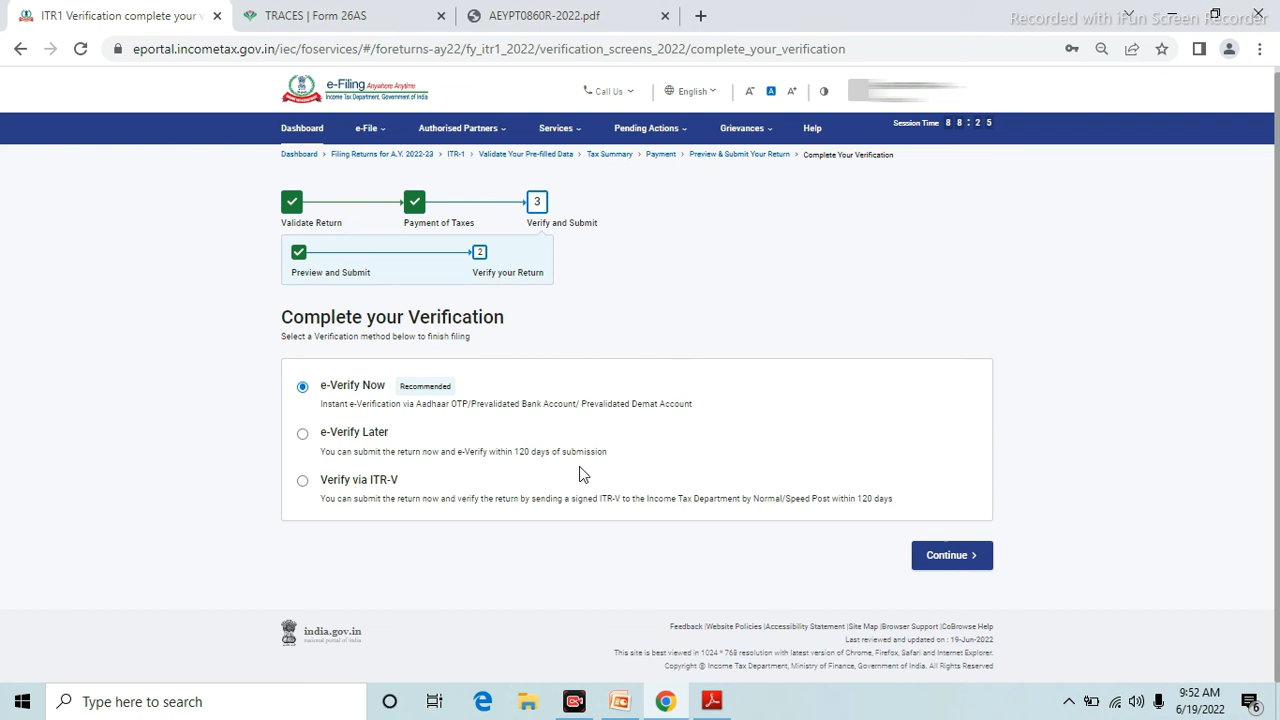 ITR1 Verification complete your v
TRACES | Form 26AS
AEYPT0860R-2022.pdf
Recorded with iFun Screen Recorder
eportal.incometax.gov.in/iec/foservices/#/foreturns-ay22/fy_itr1_2022/verification_screens_2022/complete_your_verification
e-Filing Anywhere Anytime
Income Tax Department, Government of India
Call Us
English
A-
A
A+
Dashboard
e-File
Authorised Partners
Services
Pending Actions
Grievances
Help
Session Time 8 8 : 2 5
Dashboard > Filing Returns for A.Y. 2022-23 > ITR-1 > Validate Your Pre-filled Data > Tax Summary > Payment > Preview & Submit Your Return > Complete Your Verification
3
Validate Return
Payment of Taxes
Verify and Submit
2
Preview and Submit
Verify your Return
Complete your Verification
Select a Verification method below to finish filing
e-Verify Now Recommended
Instant e-Verification via Aadhaar OTP/Prevalidated Bank Account/ Prevalidated Demat Account
e-Verify Later
You can submit the return now and e-Verify within 120 days of submission
Verify via ITR-V
You can submit the return now and verify the return by sending a signed ITR-V to the Income Tax Department by Normal/Speed Post within 120 days
Continue >
india.gov.in
national portal of india
Feedback |Website Policies |Accessibility Statement |Site Map |Browser Support |CoBrowse Help
Last reviewed and updated on : 19-Jun-2022
This site is best viewed in 1024 * 768 resolution with latest version of Chrome, Firefox, Safari and Internet Explorer.
Copyright © Income Tax Department, Ministry of Finance, Government of India. All Rights Reserved
Type here to search
9:52 AM
6/19/2022
6